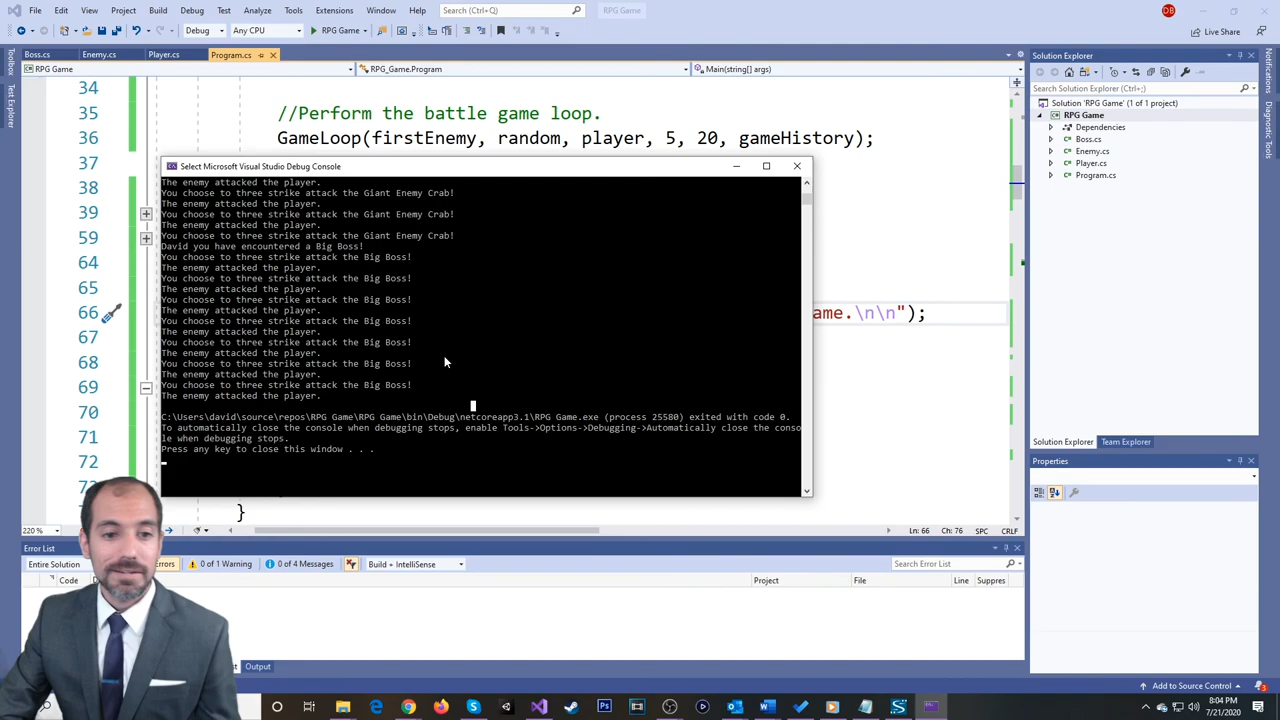 File Edit View Project Build Debug Test Analyze Tools Extensions Window Help Search (Ctrl+Q) RPG Game DB
Debug Any CPU RPG Game Live Share
Boss.cs Enemy.cs Player.cs Program.cs
RPG Game RPG_Game.Program Main(string[] args)
Toolbox
Test Explorer
34
35 //Perform the battle game loop.
36 GameLoop(firstEnemy, random, player, 5, 20, gameHistory);
37
38
39
59
64
65
66 ame.\n\n");
67
68
69
70
71
72
}
Select Microsoft Visual Studio Debug Console
The enemy attacked the player.
You choose to three strike attack the Giant Enemy Crab!
The enemy attacked the player.
You choose to three strike attack the Giant Enemy Crab!
The enemy attacked the player.
You choose to three strike attack the Giant Enemy Crab!
David you have encountered a Big Boss!
You choose to three strike attack the Big Boss!
The enemy attacked the player.
You choose to three strike attack the Big Boss!
The enemy attacked the player.
You choose to three strike attack the Big Boss!
The enemy attacked the player.
You choose to three strike attack the Big Boss!
The enemy attacked the player.
You choose to three strike attack the Big Boss!
The enemy attacked the player.
You choose to three strike attack the Big Boss!
The enemy attacked the player.
You choose to three strike attack the Big Boss!
The enemy attacked the player.
C:\Users\david\source\repos\RPG Game\RPG Game\bin\Debug\netcoreapp3.1\RPG Game.exe (process 25580) exited with code 0.
To automatically close the console when debugging stops, enable Tools->Options->Debugging->Automatically close the conso
le when debugging stops.
Press any key to close this window . . .
220 % Ln: 66 Ch: 76 SPC CRLF
Error List
Entire Solution Errors 0 of 1 Warning 0 of 4 Messages Build + IntelliSense Search Error List
Code Project File Line Suppres
Output
Solution Explorer
Search Solution Explorer (Ctrl+;)
Solution 'RPG Game' (1 of 1 project)
RPG Game
Dependencies
Boss.cs
Enemy.cs
Player.cs
Program.cs
Solution Explorer Team Explorer
Properties
Notifications
Diagnostic Tools
Add to Source Control 3
8:04 PM
7/21/2020